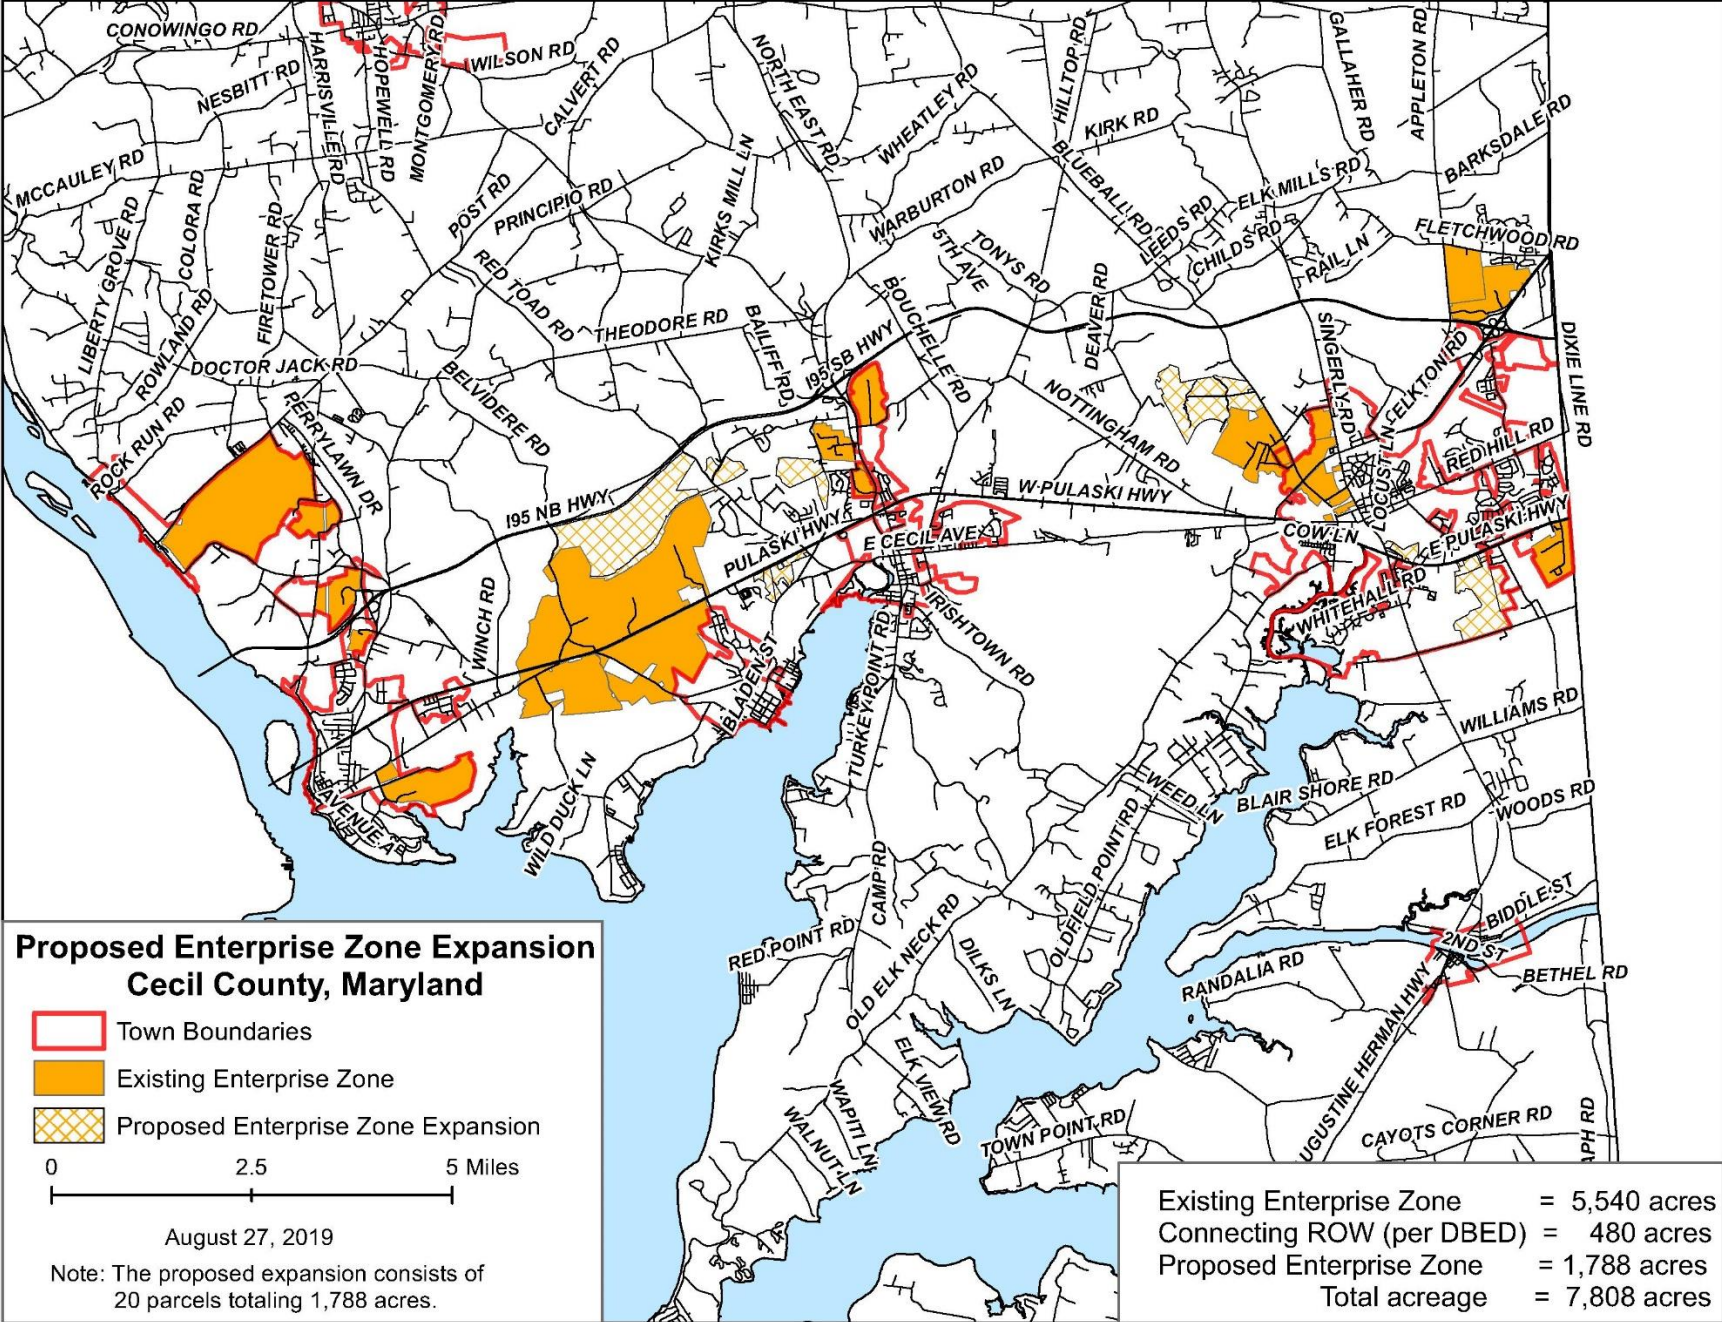 CONOWINGO RD
HARRISVILLE RD
HOPEWELL RD
MONTGOMERY RD
WILSON RD
NESBITT RD
CALVERT RD
NORTH EAST RD
WHEATLEY RD
HILLTOP RD
KIRK RD
GALLAHER RD
APPLETON RD
BARKSDALE RD
MCCAULEY RD
COLORA RD
LIBERTY GROVE RD
FIRETOWER RD
POST RD
PRINCIPIO RD
KIRKS MILL LN
WARBURTON RD
BLUEBALL RD
LEEDS RD
ELK MILLS RD
CHILDS RD
RAIL LN
FLETCHWOOD RD
5TH AVE
TONYS RD
RED TOAD RD
ROWLAND RD
THEODORE RD
BAILIFF RD
BOUCHELLE RD
DEAVER RD
SINGERLY RD
DIXIE LINE RD
DOCTOR JACK RD
I95 SB HWY
BELVIDERE RD
NOTTINGHAM RD
ELKTON RD
ROCK RUN RD
PERRYLAWN DR
LOCUST LN
RED HILL RD
I95 NB HWY
W PULASKI HWY
PULASKI HWY
E CECIL AVE
COW LN
E PULASKI HWY
WINCH RD
IRISHTOWN RD
WHITEHALL RD
BLADEN ST
TURKEY POINT RD
WILLIAMS RD
AVENUE A
WILD DUCK LN
WEED LN
BLAIR SHORE RD
WOODS RD
ELK FOREST RD
CAMP RD
OLDFIELD POINT RD
BIDDLE ST
RED POINT RD
OLD ELK NECK RD
DILKS LN
2ND ST
RANDALIA RD
BETHEL RD
ELK VIEW RD
WAPITI LN
WALNUT LN
TOWN POINT RD
UGUSTINE HERMAN HWY
CAYOTS CORNER RD
APH RD
Proposed Enterprise Zone Expansion
Cecil County, Maryland
Town Boundaries
Existing Enterprise Zone
Proposed Enterprise Zone Expansion
0 2.5 5 Miles
August 27, 2019
Note: The proposed expansion consists of
20 parcels totaling 1,788 acres.
Existing Enterprise Zone = 5,540 acres
Connecting ROW (per DBED) = 480 acres
Proposed Enterprise Zone = 1,788 acres
Total acreage = 7,808 acres